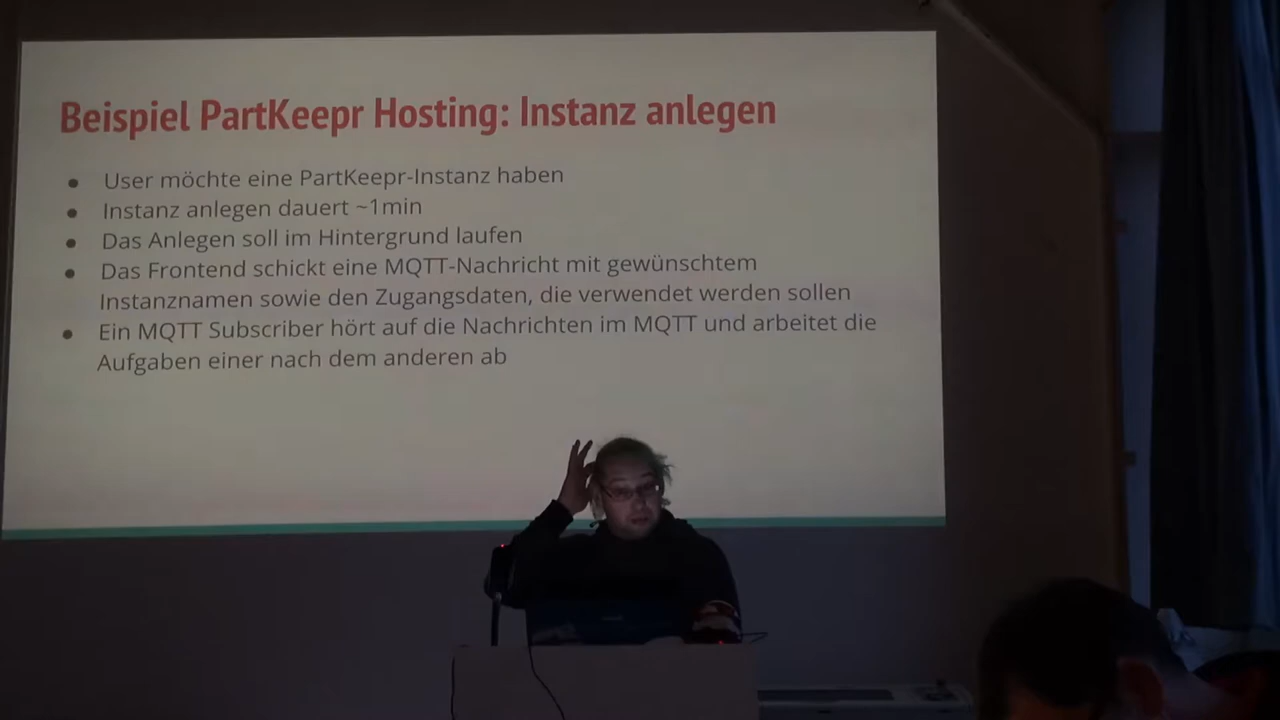 Beispiel PartKeepr Hosting: Instanz anlegen
● User möchte eine PartKeepr-Instanz haben
● Instanz anlegen dauert ~1min
● Das Anlegen soll im Hintergrund laufen
● Das Frontend schickt eine MQTT-Nachricht mit gewünschtem
Instanznamen sowie den Zugangsdaten, die verwendet werden sollen
● Ein MQTT Subscriber hört auf die Nachrichten im MQTT und arbeitet die
Aufgaben einer nach dem anderen ab